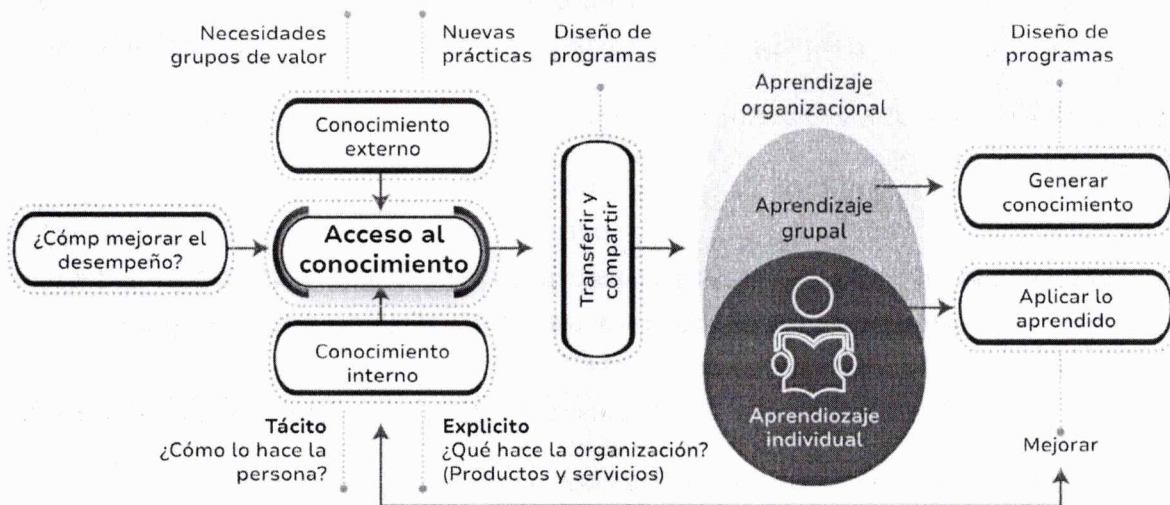 Necesidades
grupos de valor
Nuevas
prácticas
Diseño de
programas
Diseño de
programas
Conocimiento
externo
¿Cómp mejorar el
desempeño?
Acceso al
conocimiento
Conocimiento
interno
Tácito
¿Cómo lo hace la
persona?
Explicito
¿Qué hace la organización?
(Productos y servicios)
Transferir y
compartir
Aprendizaje
organizacional
Aprendizaje
grupal
Aprendiozaje
individual
Generar
conocimiento
Aplicar lo
aprendido
Mejorar